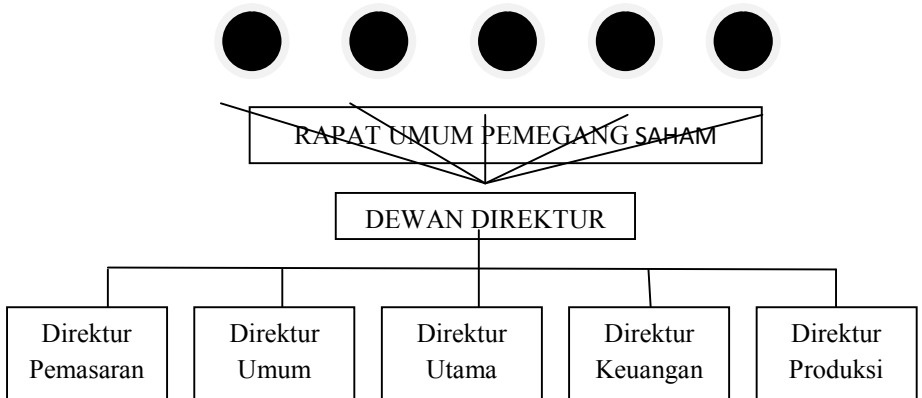 RAPAT UMUM PEMEGANG SAHAM
DEWAN DIREKTUR
Direktur
Pemasaran
Direktur
Umum
Direktur
Utama
Direktur
Keuangan
Direktur
Produksi